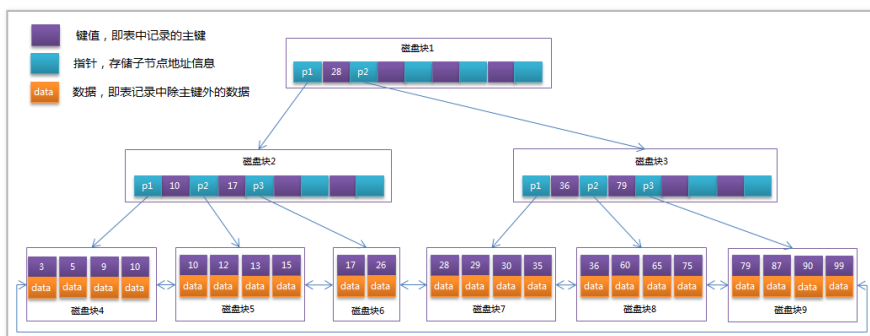 键值，即表中记录的主键
指针，存储子节点地址信息
data 数据，即表记录中除主键外的数据
磁盘块1
p1 28 p2
磁盘块2
p1 10 p2 17 p3
磁盘块3
p1 36 p2 79 p3
3 5 9 10
data data data data
磁盘块4
10 12 13 15
data data data data
磁盘块5
17 26
data data
磁盘块6
28 29 30 35
data data data data
磁盘块7
36 60 65 75
data data data data
磁盘块8
79 87 90 99
data data data data
磁盘块9